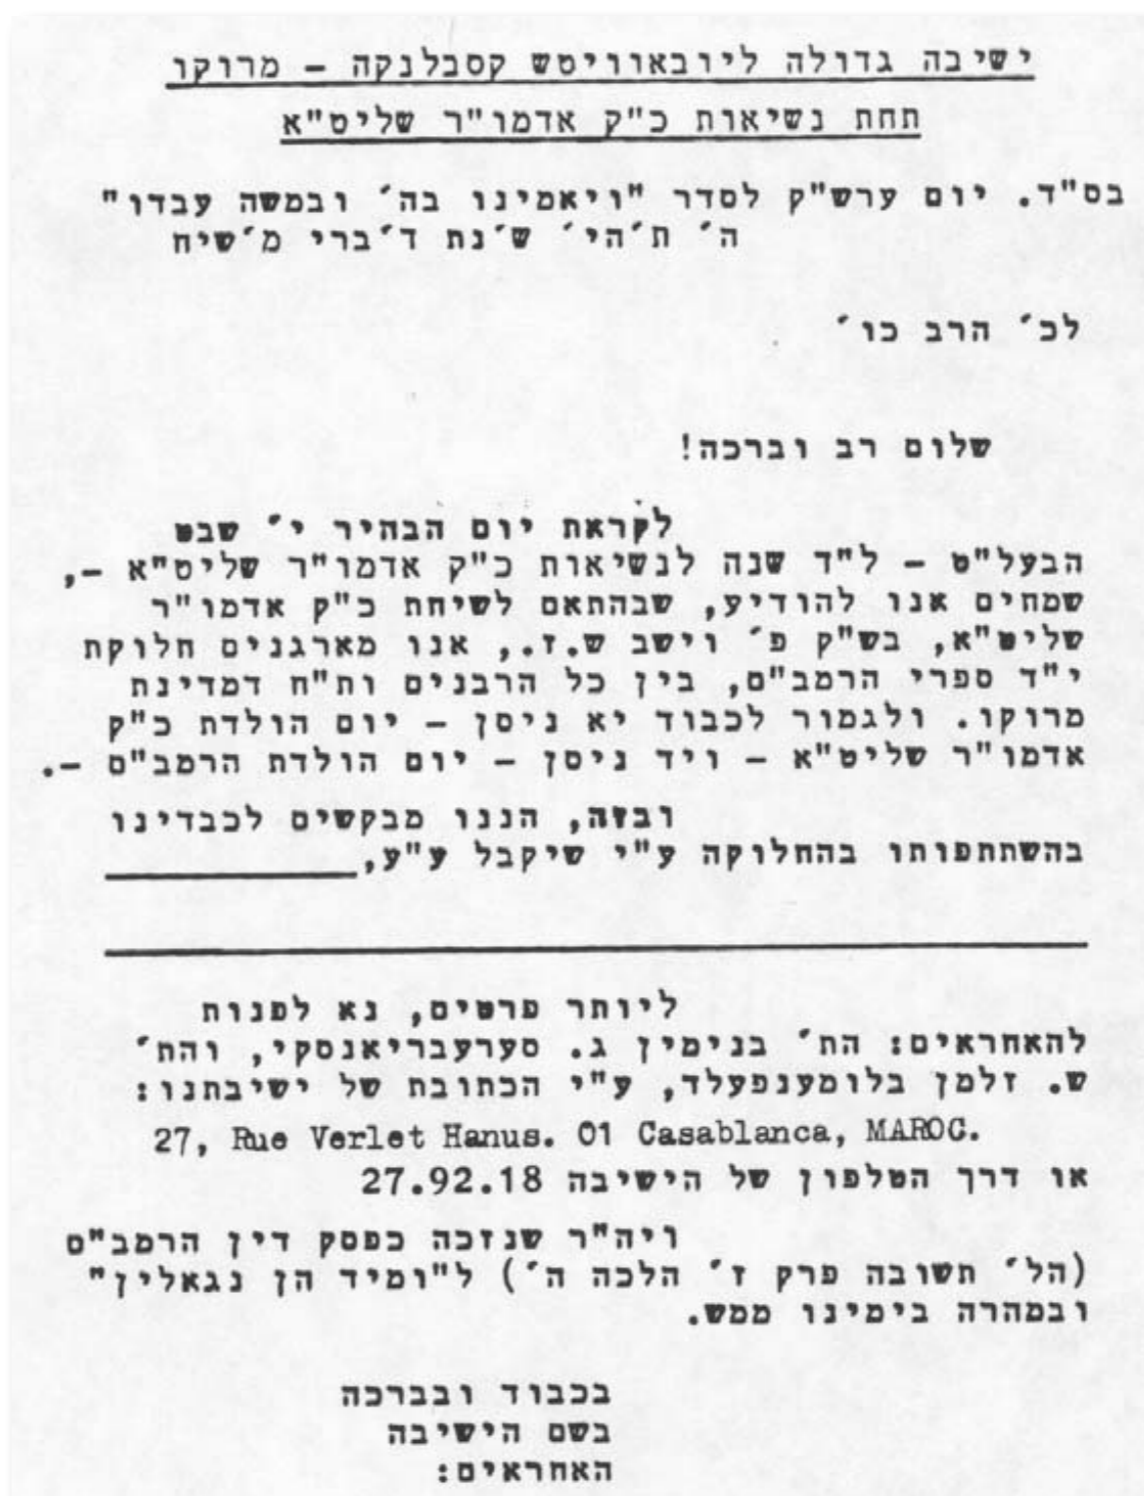 ישיבה גדולה ליובאוויטש קסבלנקה - מרוקו
תחת נשיאות כ"ק אדמו"ר שליט"א
בס"ד. יום ערש"ק לסדר "ויאמינו בה' ובמשה עבדו"
ה' ת'הי' ש'נת ד'ברי מ'שיח
לכ' הרב כו'
שלום רב וברכה!
לקראת יום הבהיר י' שבט
הבעל"ט - ל"ד שנה לנשיאות כ"ק אדמו"ר שליט"א -,
שמחים אנו להודיע, שבהתאם לשיחת כ"ק אדמו"ר
שליט"א, בש"ק פ' וישב ש.ז., אנו מארגנים חלוקת
י"ד ספרי הרמב"ם, בין כל הרבנים ות"ח דמדינת
מרוקו. ולגמור לכבוד יא ניסן - יום הולדת כ"ק
אדמו"ר שליט"א - ויד ניסן - יום הולדת הרמב"ם -.
ובזה, הננו מבקשים לכבדינו
בהשתתפותו בהחלוקה ע"י שיקבל ע"ע,
ליותר פרטים, נא לפנות
להאחראים: הת' בנימין ג. סערעבריאנסקי, והת'
ש. זלמן בלומענפעלד, ע"י הכתובת של ישיבתנו:
27, Rue Verlet Hanus. 01 Casablanca, MAROC.
או דרך הטלפון של הישיבה 27.92.18
ויה"ר שנזכה כפסק דין הרמב"ם
(הל' תשובה פרק ז' הלכה ה') ל"ומיד הן נגאלין"
ובמהרה בימינו ממש.
בכבוד ובברכה
בשם הישיבה
האחראים: